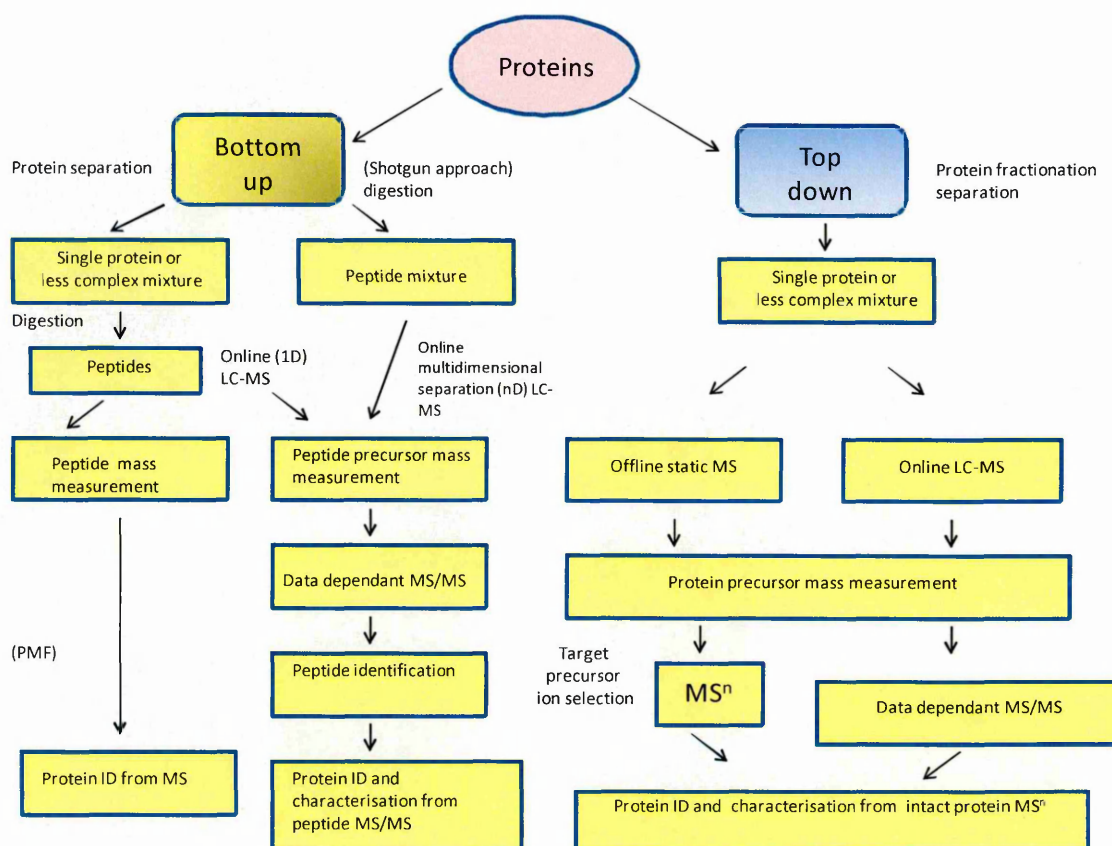 Proteins
Bottom
up
Top
down
Protein separation
(Shotgun approach)
digestion
Protein fractionation
separation
Single protein or
less complex mixture
Peptide mixture
Single protein or
less complex mixture
Digestion
Peptides
Online (1D)
LC-MS
Online
multidimensional
separation (nD) LC-
MS
Peptide mass
measurement
Peptide precursor mass
measurement
Offline static MS
Online LC-MS
Data dependant MS/MS
Protein precursor mass measurement
(PMF)
Peptide identification
Target
precursor
ion selection
MSⁿ
Data dependant MS/MS
Protein ID from MS
Protein ID and
characterisation from
peptide MS/MS
Protein ID and characterisation from intact protein MSⁿ